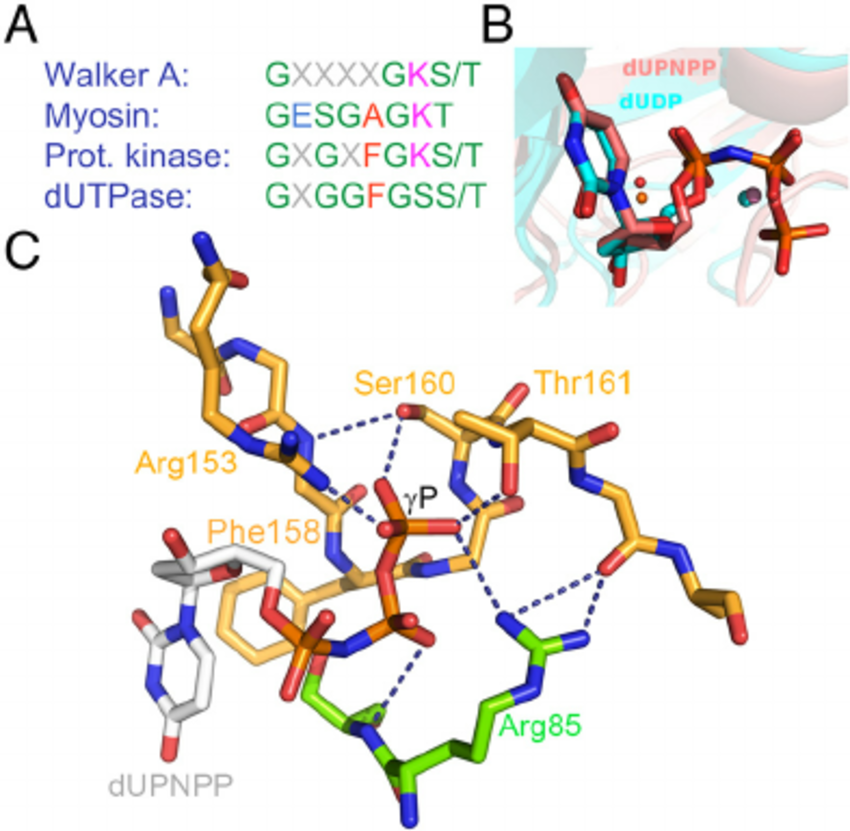 A
Walker A: GXXXXGKS/T
Myosin: GESGAGKT
Prot. kinase: GXGXFGKS/T
dUTPase: GXGGFGSS/T
B
dUPNPP
dUDP
C
Ser160
Thr161
Arg153
γP
Phe158
Arg85
dUPNPP